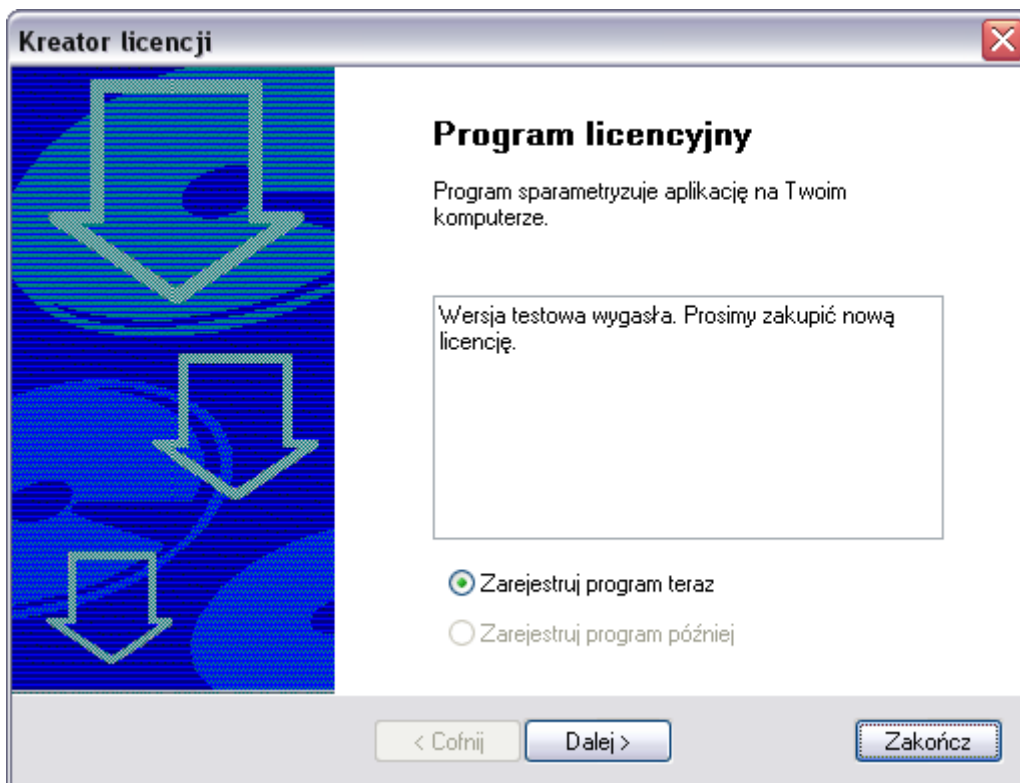 Kreator licencji
Program licencyjny
Program sparametryzuje aplikację na Twoim
komputerze.
Wersja testowa wygasła. Prosimy zakupić nową
licencję.
Zarejestruj program teraz
Zarejestruj program później
< Cofnij
Dalej >
Zakończ